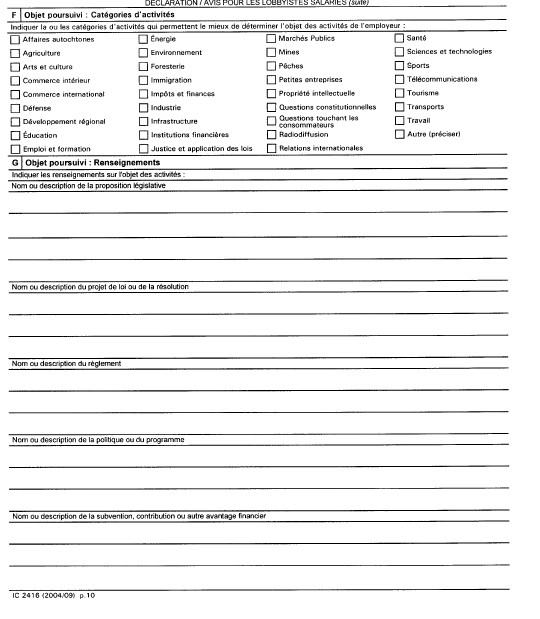 DÉCLARATION / AVIS POUR LES LOBBYISTES SALARIÉS (suite)
F Objet poursuivi : Catégories d'activités
Indiquer la ou les catégories d'activités qui permettent le mieux de déterminer l'objet des activités de l'employeur :
Affaires autochtones
Agriculture
Arts et culture
Commerce intérieur
Commerce international
Défense
Développement régional
Éducation
Emploi et formation
Énergie
Environnement
Foresterie
Immigration
Impôts et finances
Industrie
Infrastructure
Institutions financières
Justice et application des lois
Marchés Publics
Mines
Pêches
Petites entreprises
Propriété intellectuelle
Questions constitutionnelles
Questions touchant les
consommateurs
Radiodiffusion
Relations internationales
Santé
Sciences et technologies
Sports
Télécommunications
Tourisme
Transports
Travail
Autre (préciser)
G Objet poursuivi : Renseignements
Indiquer les renseignements sur l'objet des activités :
Nom ou description de la proposition législative
Nom ou description du projet de loi ou de la résolution
Nom ou description du règlement
Nom ou description de la politique ou du programme
Nom ou description de la subvention, contribution ou autre avantage financier
IC 2416 (2004/09) p.10